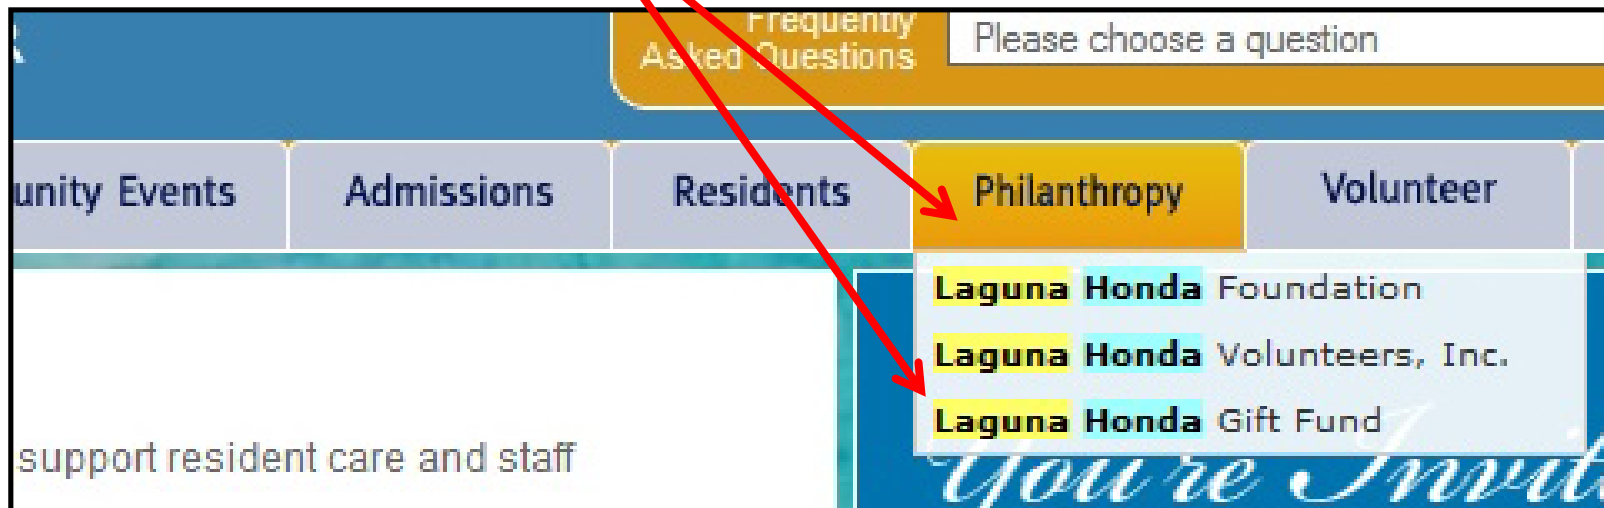 Frequently
Asked Questions
Please choose a question
unity Events
Admissions
Residents
Philanthropy
Volunteer
Laguna Honda Foundation
Laguna Honda Volunteers, Inc.
Laguna Honda Gift Fund
support resident care and staff
You're Invit